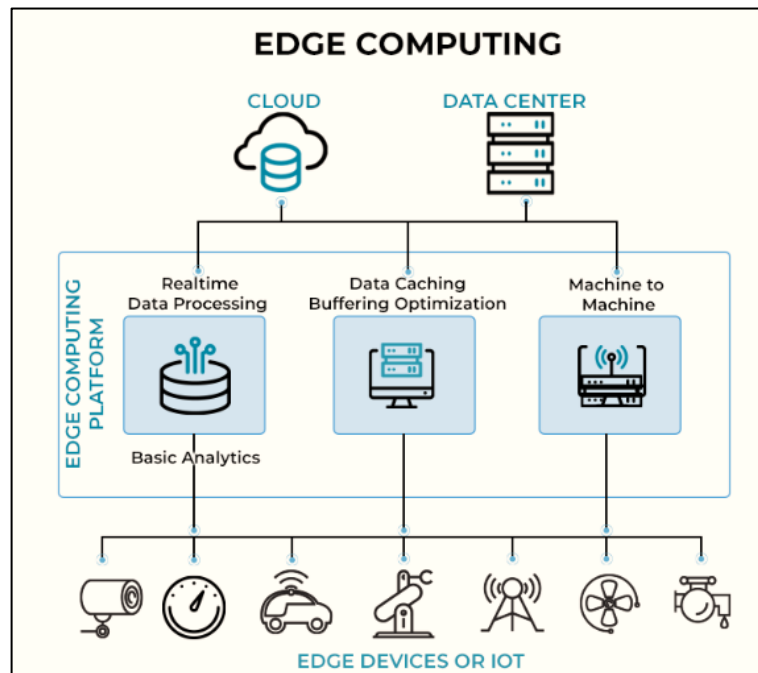 EDGE COMPUTING
CLOUD
DATA CENTER
EDGE COMPUTING
PLATFORM
Realtime
Data Processing
Data Caching
Buffering Optimization
Machine to
Machine
Basic Analytics
EDGE DEVICES OR IOT